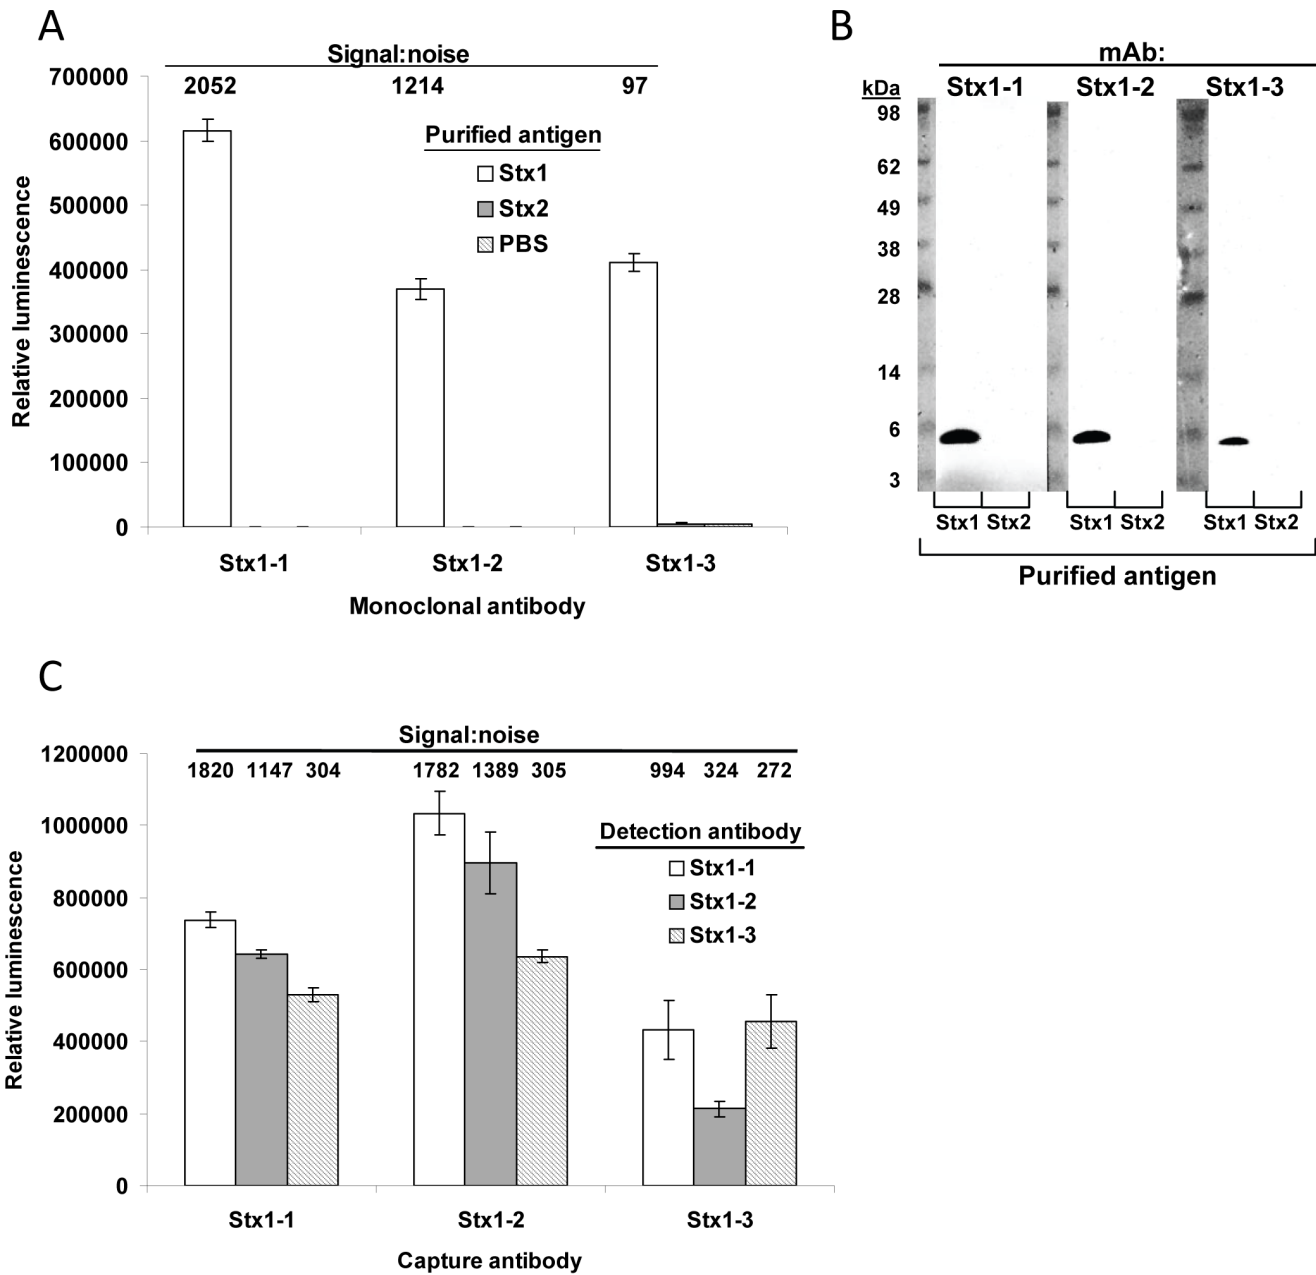 A
Signal:noise
2052 1214 97
700000
600000
500000
400000
300000
200000
100000
0
Relative luminescence
Purified antigen
Stx1
Stx2
PBS
Stx1-1 Stx1-2 Stx1-3
Monoclonal antibody
B
mAb:
kDa Stx1-1 Stx1-2 Stx1-3
98
62
49
38
28
14
6
3
Stx1 Stx2 Stx1 Stx2 Stx1 Stx2
Purified antigen
C
Signal:noise
1820 1147 304 1782 1389 305 994 324 272
1200000
1000000
800000
600000
400000
200000
0
Relative luminescence
Detection antibody
Stx1-1
Stx1-2
Stx1-3
Stx1-1 Stx1-2 Stx1-3
Capture antibody